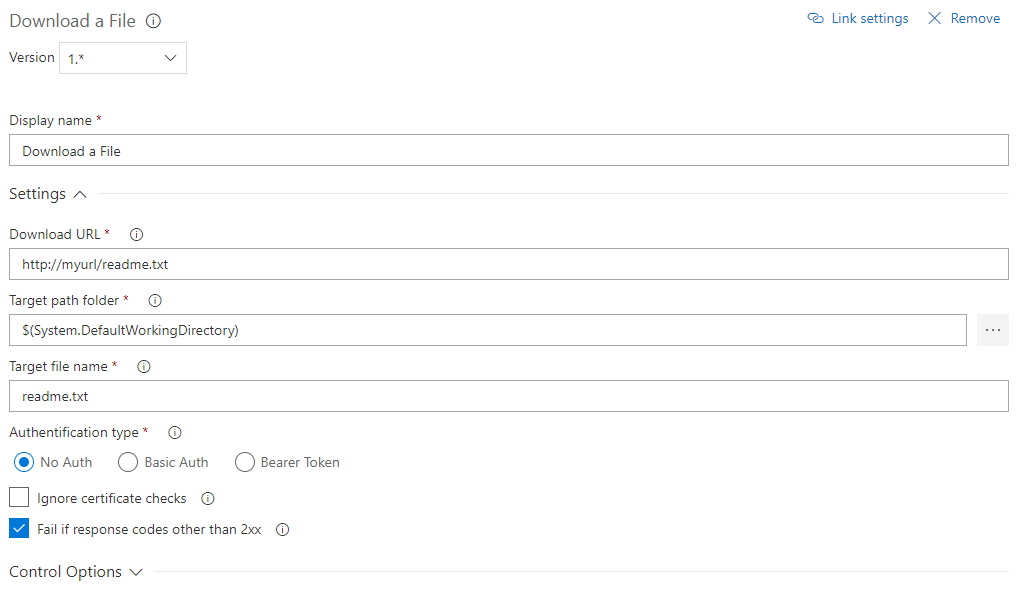 Download a File
Link settings
Remove
Version 1.*
Display name *
Download a File
Settings
Download URL *
http://myurl/readme.txt
Target path folder *
$(System.DefaultWorkingDirectory)
...
Target file name *
readme.txt
Authentification type *
No Auth Basic Auth Bearer Token
Ignore certificate checks
Fail if response codes other than 2xx
Control Options